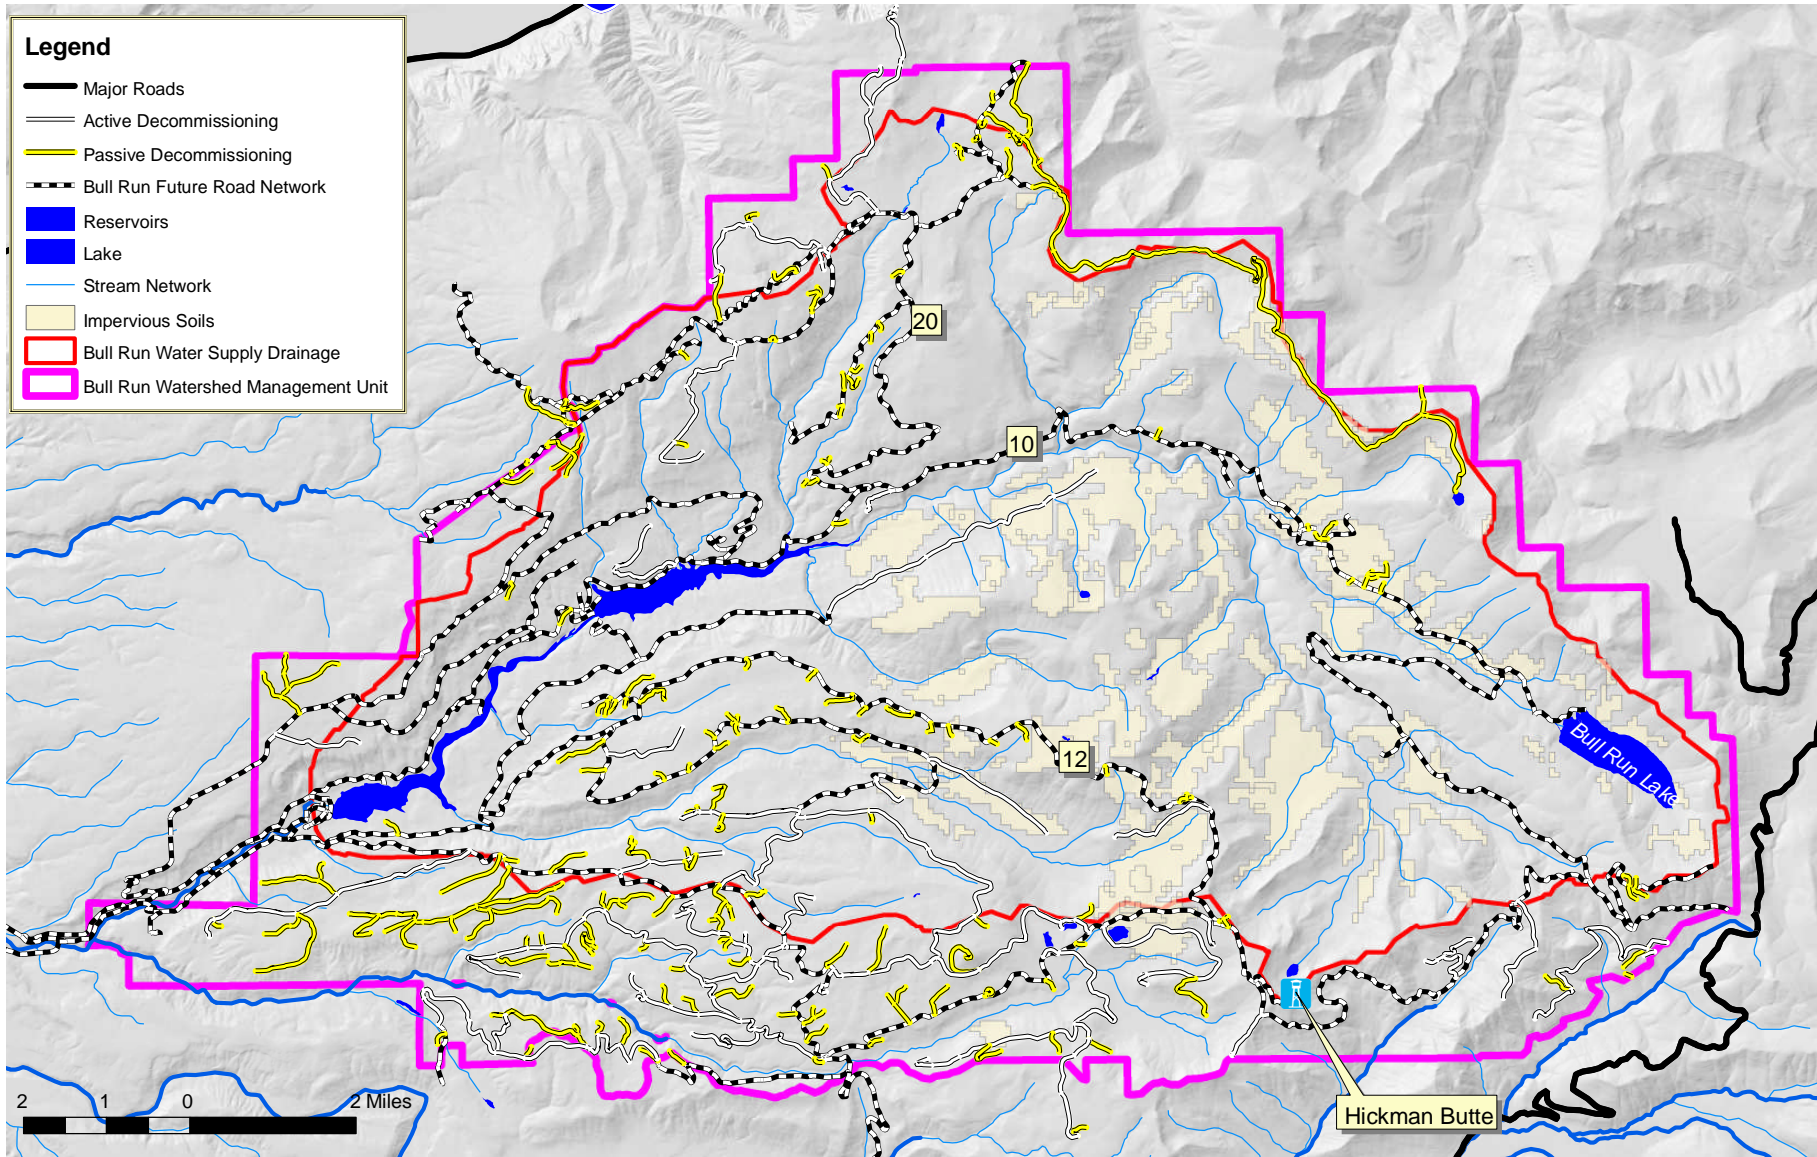 Legend
Major Roads
Active Decommissioning
Passive Decommissioning
Bull Run Future Road Network
Reservoirs
Lake
Stream Network
Impervious Soils
Bull Run Water Supply Drainage
Bull Run Watershed Management Unit
20
10
12
Bull Run Lake
Hickman Butte
2 1 0 2 Miles